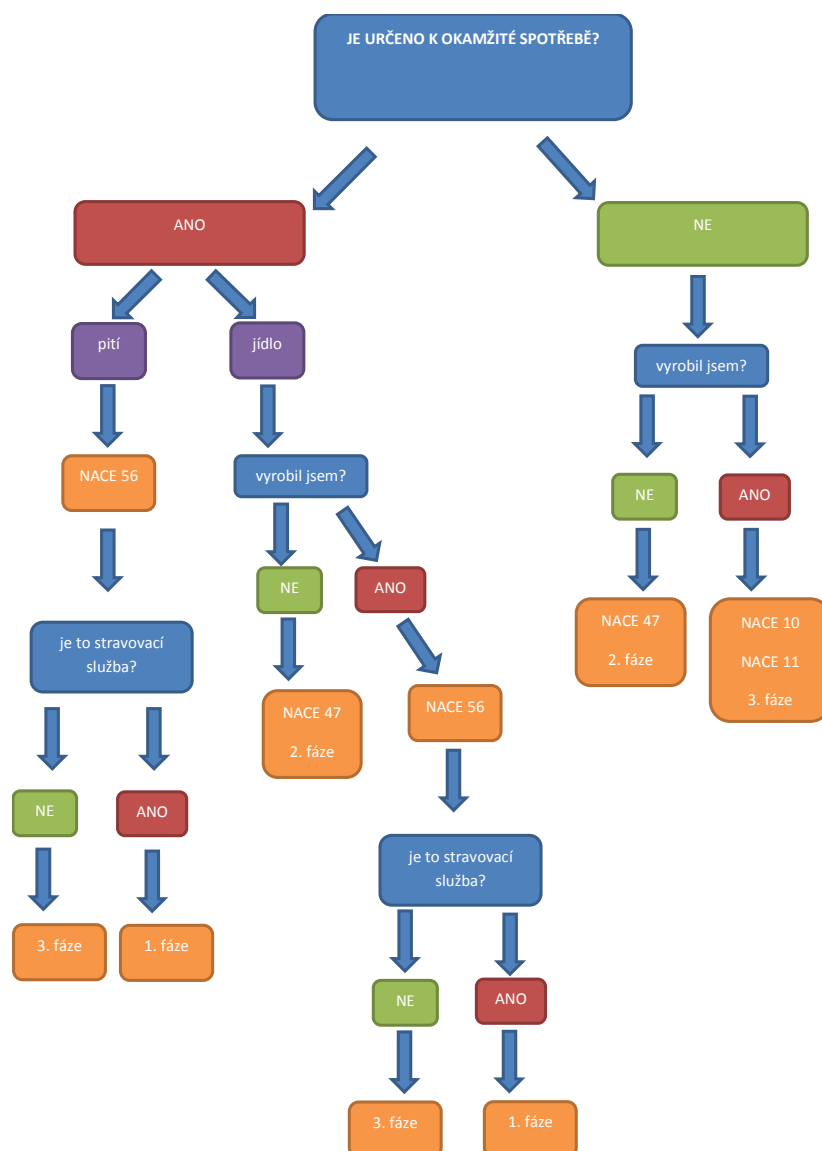 JE URČENO K OKAMŽITÉ SPOTŘEBĚ?
ANO
NE
pití
jídlo
vyrobil jsem?
NACE 56
vyrobil jsem?
NE
ANO
NE
ANO
NACE 47
2. fáze
NACE 10
NACE 11
3. fáze
je to stravovací
služba?
NACE 47
2. fáze
NACE 56
NE
ANO
je to stravovací
služba?
3. fáze
1. fáze
NE
ANO
3. fáze
1. fáze